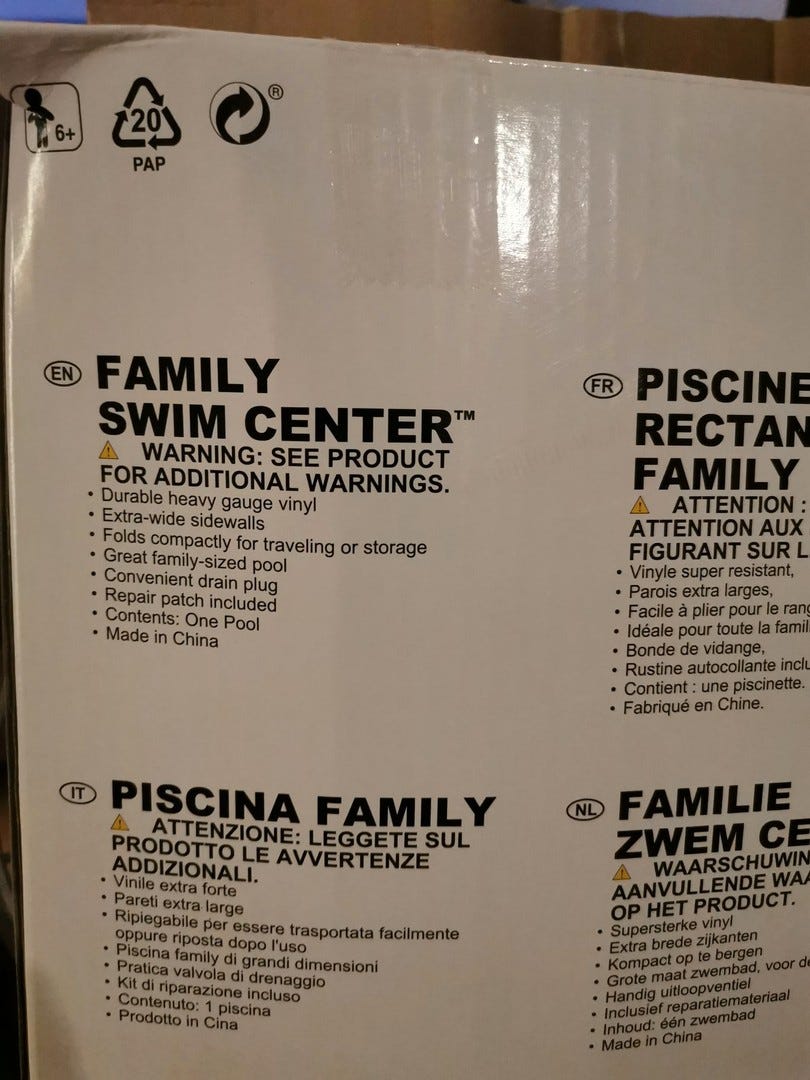 6+
20
PAP
®
EN
FAMILY
SWIM CENTER™
WARNING: SEE PRODUCT
FOR ADDITIONAL WARNINGS.
• Durable heavy gauge vinyl
• Extra-wide sidewalls
• Folds compactly for traveling or storage
• Great family-sized pool
• Convenient drain plug
• Repair patch included
• Contents: One Pool
• Made in China
FR
PISCINE
RECTAN
FAMILY
ATTENTION :
ATTENTION AUX
FIGURANT SUR L
• Vinyle super resistant,
• Parois extra larges,
• Facile à plier pour le rang
• Idéale pour toute la famil
• Bonde de vidange,
• Rustine autocollante inclu
• Contient : une piscinette.
• Fabriqué en Chine.
IT
PISCINA FAMILY
ATTENZIONE: LEGGETE SUL
PRODOTTO LE AVVERTENZE
ADDIZIONALI.
• Vinile extra forte
• Pareti extra large
• Ripiegabile per essere trasportata facilmente
oppure riposta dopo l'uso
• Piscina family di grandi dimensioni
• Pratica valvola di drenaggio
• Kit di riparazione incluso
• Contenuto: 1 piscina
• Prodotto in Cina
NL
FAMILIE
ZWEM CE
WAARSCHUWIN
AANVULLENDE WAA
OP HET PRODUCT.
• Supersterke vinyl
• Extra brede zijkanten
• Kompact op te bergen
• Grote maat zwembad, voor de
• Handig uitloopventiel
• Inclusief reparatiemateriaal
• Inhoud: één zwembad
• Made in China